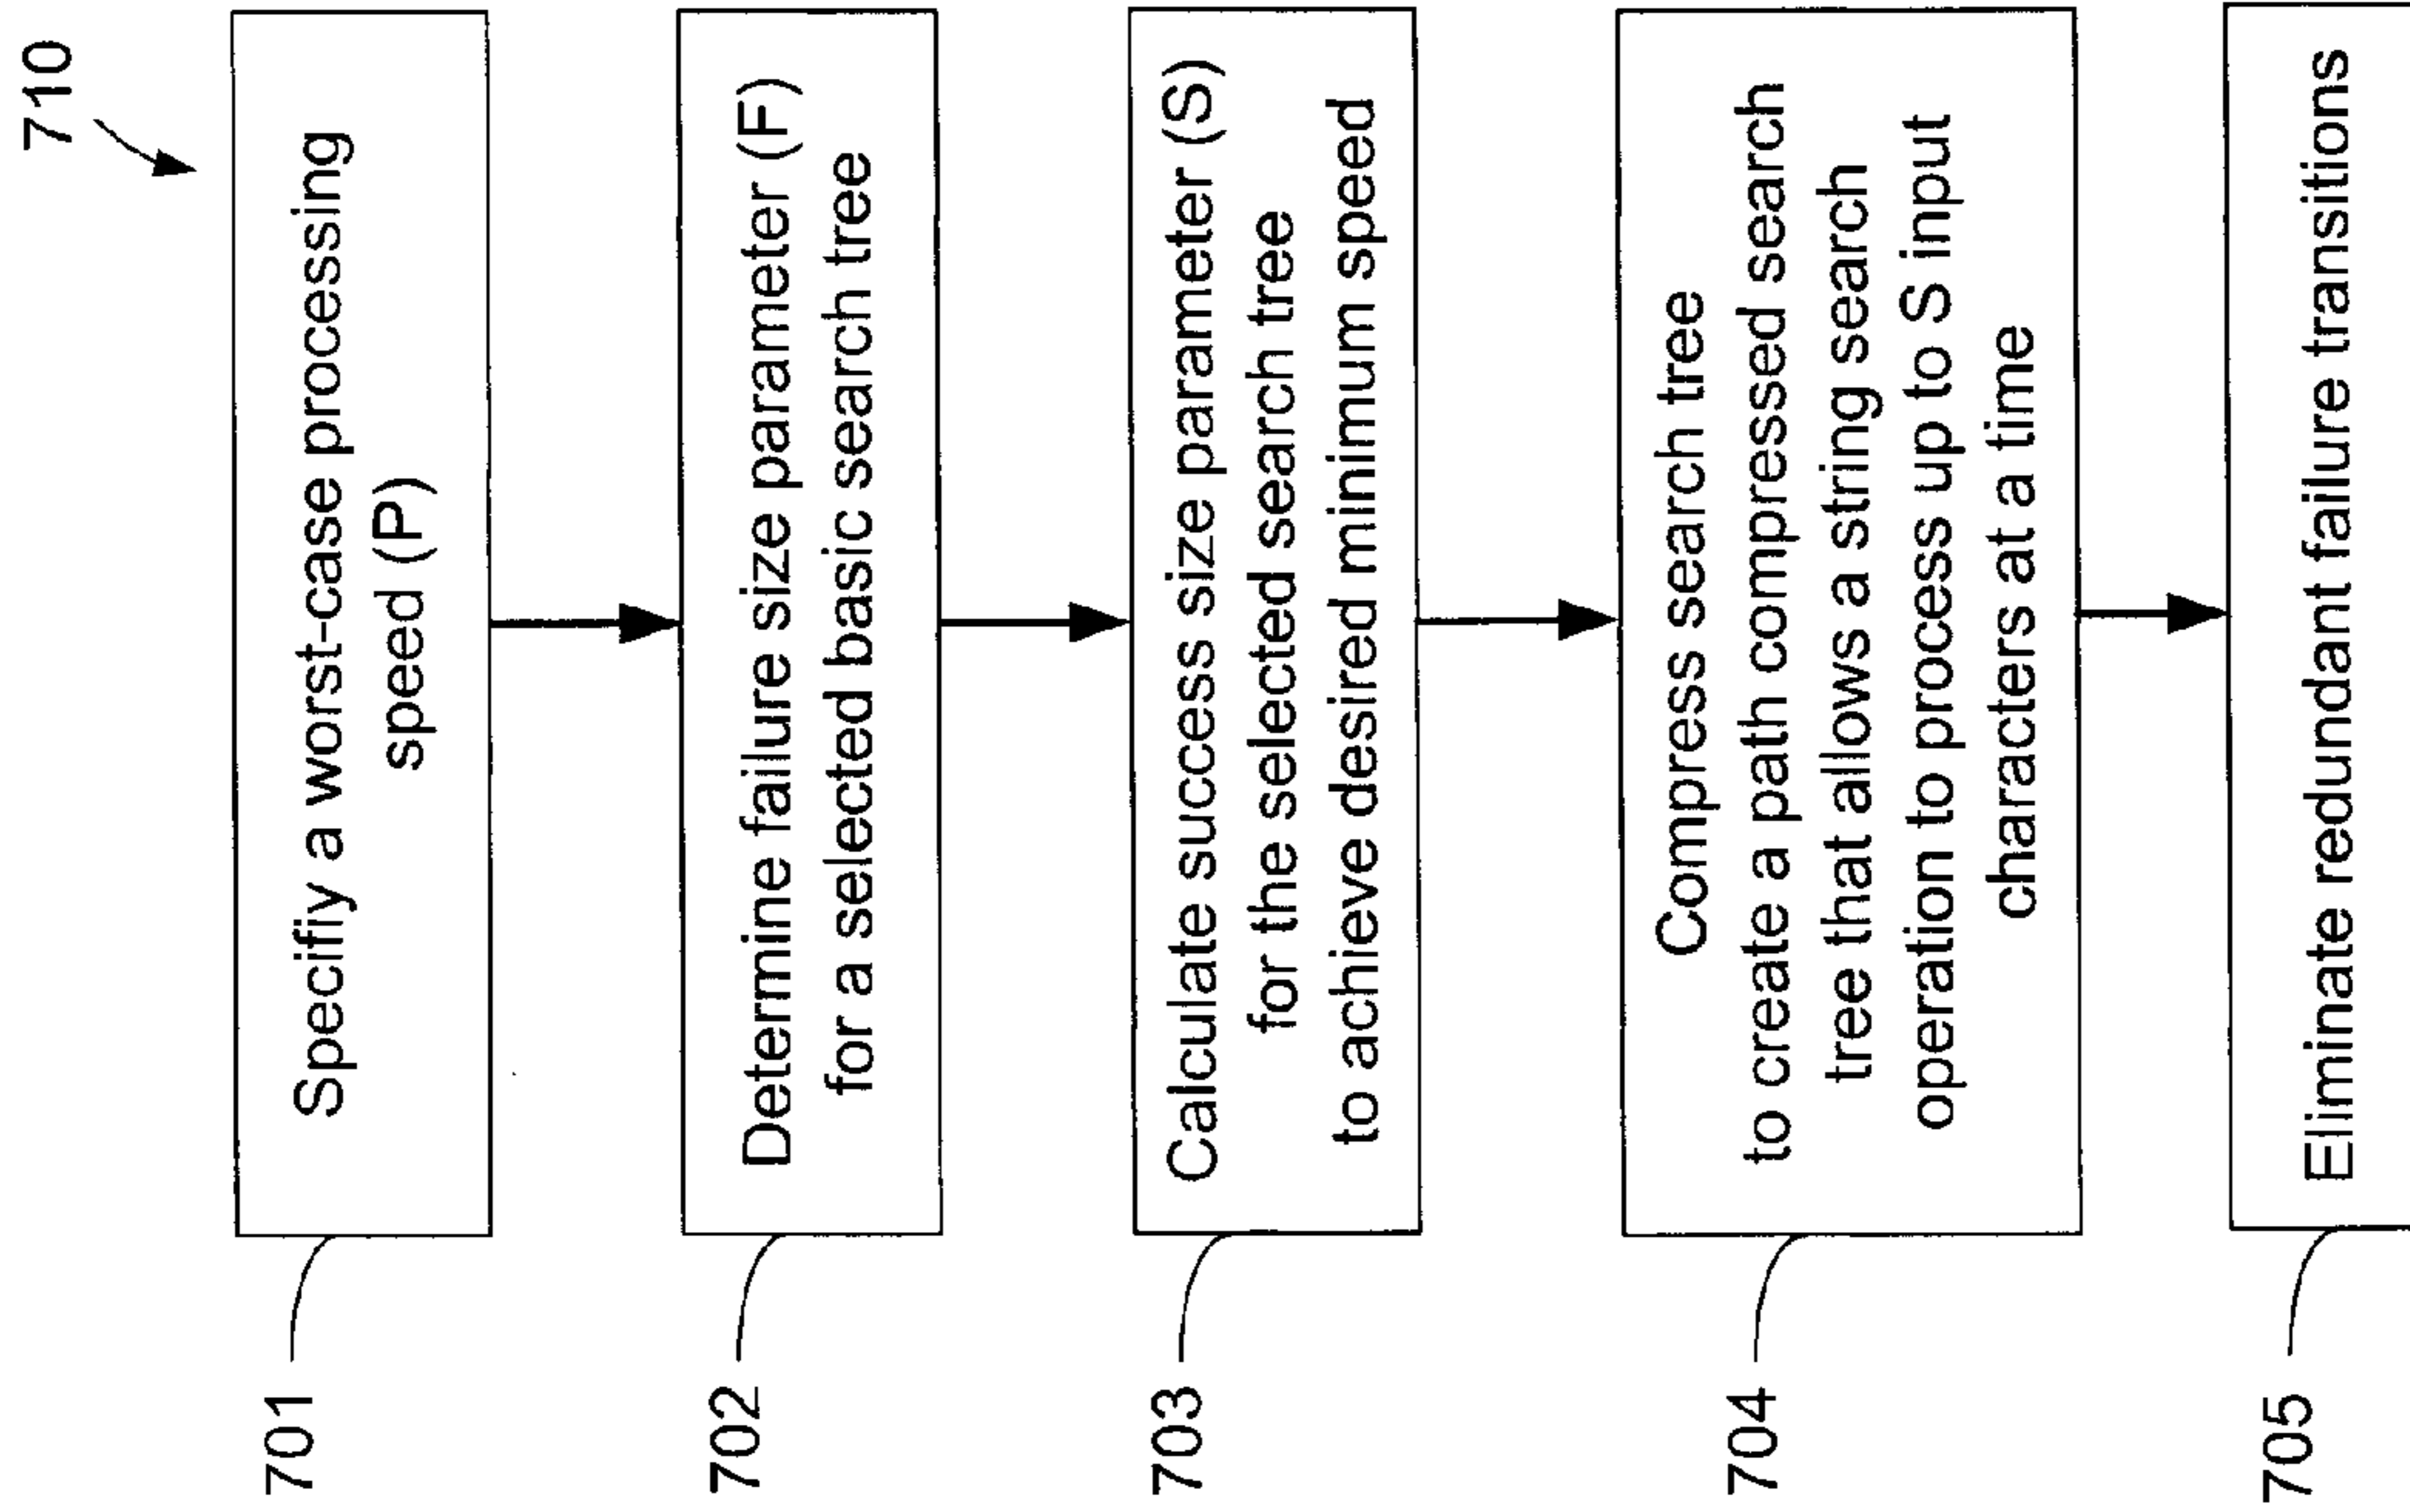 710
701
Specifiy a worst-case processing
speed (P)
702
Determine failure size parameter (F)
for a selected basic search tree
703
Calculate success size parameter (S)
for the selected search tree
to achieve desired minimum speed
704
Compress search tree
to create a path compressed search
tree that allows a string search
operation to process up to S input
characters at a time
705
Eliminate redundant failure transitions